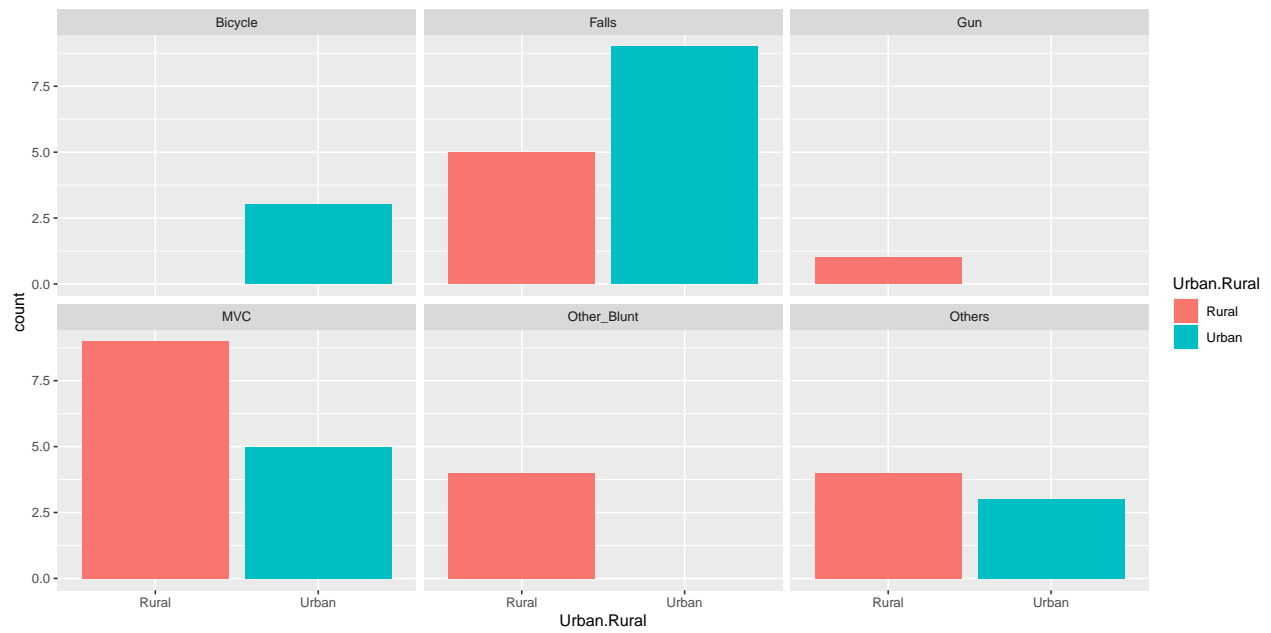 Bicycle Falls Gun
7.5
5.0
2.5
0.0
MVC Other_Blunt Others
7.5
5.0
2.5
0.0
Rural Urban Rural Urban Rural Urban
Urban.Rural
count
Urban.Rural
Rural
Urban